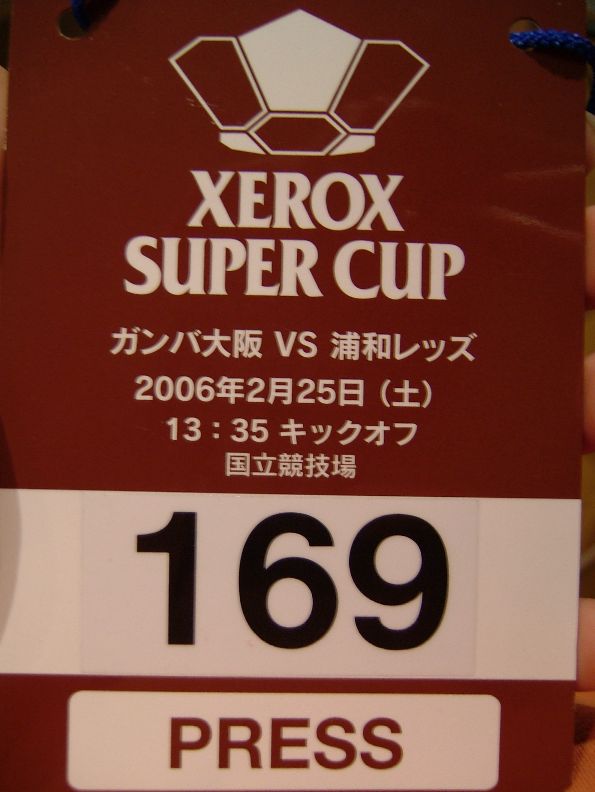 XEROX
SUPER CUP
ガンバ大阪 VS 浦和レッズ
2006年2月25日（土）
13：35 キックオフ
国立競技場
169
PRESS